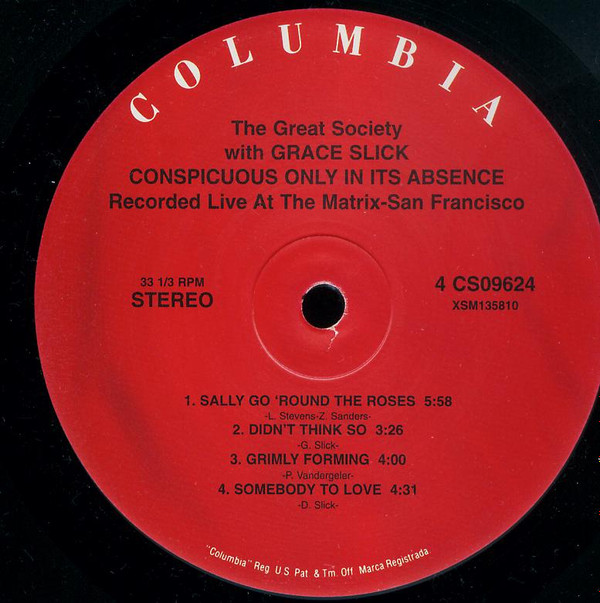 COLUMBIA
The Great Society
with GRACE SLICK
CONSPICUOUS ONLY IN ITS ABSENCE
Recorded Live At The Matrix-San Francisco
33 1/3 RPM
STEREO
4 CS09624
XSM135810
1. SALLY GO ‘ROUND THE ROSES 5:58
-L. Stevens-Z. Sanders-
2. DIDN'T THINK SO 3:26
-G. Slick-
3. GRIMLY FORMING 4:00
-P. Vandergeler-
4. SOMEBODY TO LOVE 4:31
-D. Slick-
"Columbia" Reg U.S Pat & Tm. Off Marca Registrada